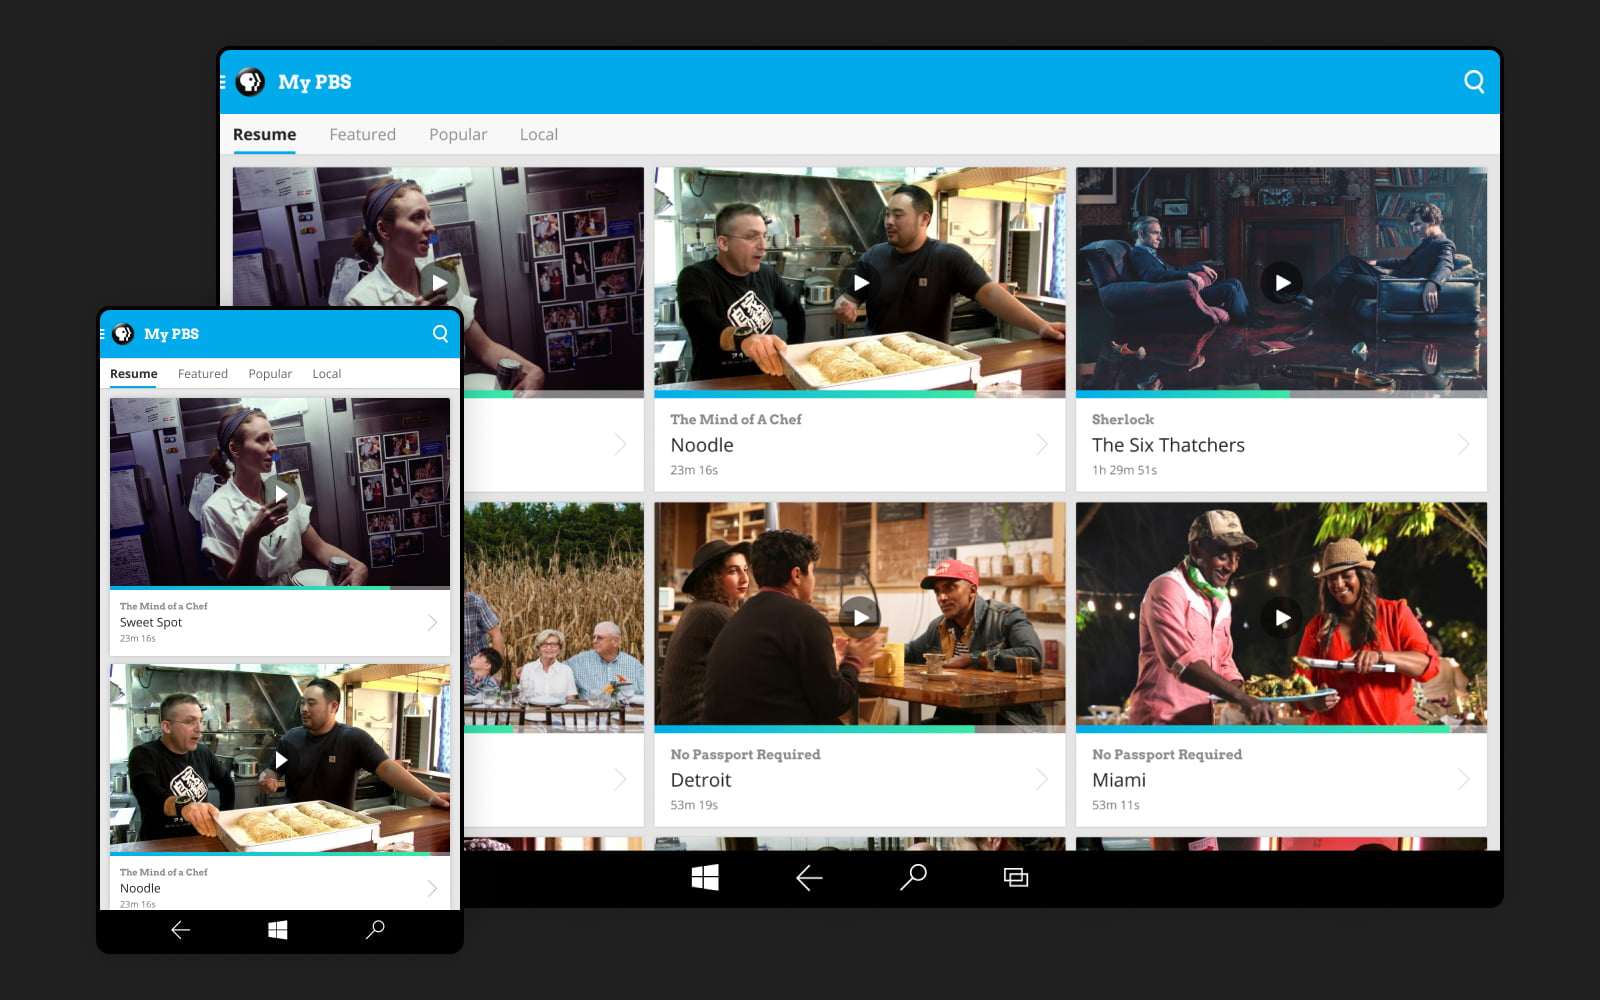 My PBS
Resume Featured Popular Local
The Mind of A Chef
Noodle
23m 16s
Sherlock
The Six Thatchers
1h 29m 51s
No Passport Required
Detroit
53m 19s
No Passport Required
Miami
53m 11s
My PBS
Resume Featured Popular Local
The Mind of a Chef
Sweet Spot
23m 16s
The Mind of a Chef
Noodle
23m 16s